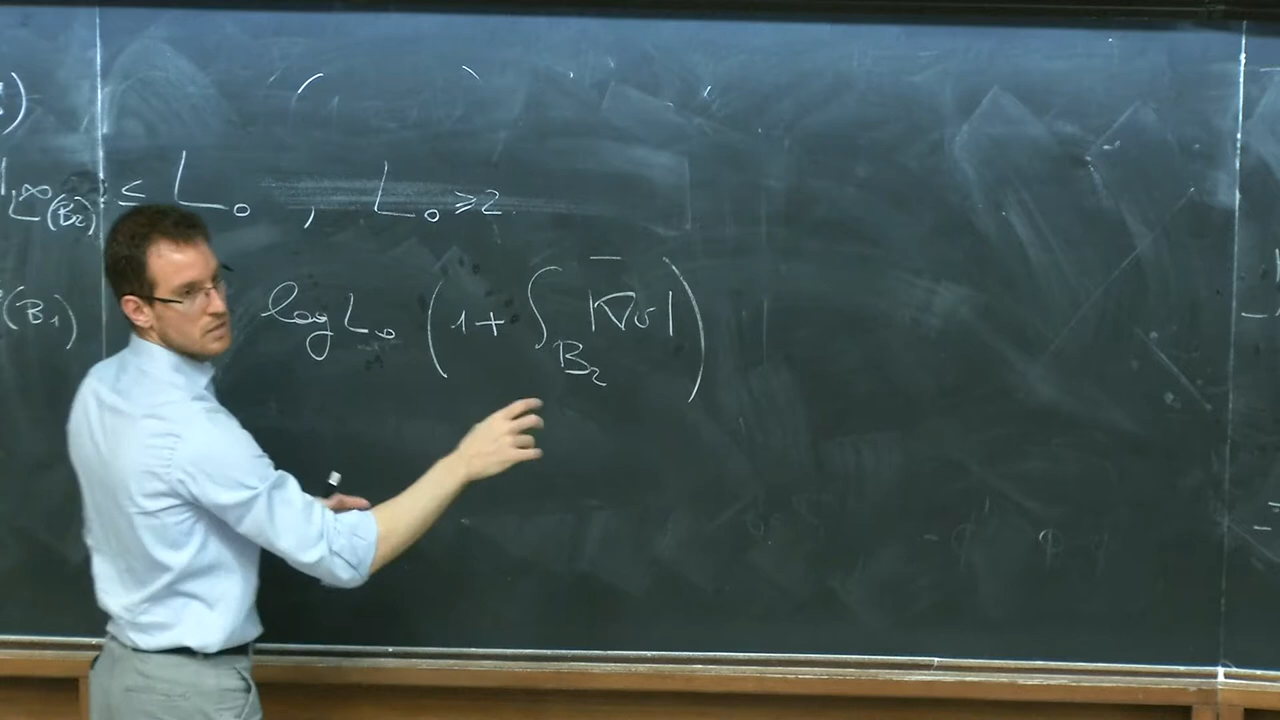 )
L^∞(B₂) ≤ L₀ , L₀ ⩾ 2.
(B₁) log L₀ (1 + ∫_{B₂} |∇v|)